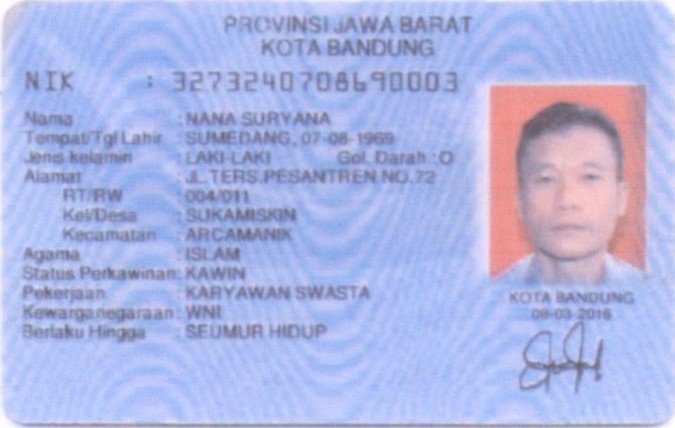 PROVINSI JAWA BARAT
KOTA BANDUNG
NIK : 3273240708690003
Nama : NANA SURYANA
Tempat/Tgl Lahir : SUMEDANG, 07-08-1969
Jenis kelamin : LAKI-LAKI Gol. Darah : O
Alamat : JL.TERS.PESANTREN NO.72
RT/RW : 004/011
Kel/Desa : SUKAMISKIN
Kecamatan : ARCAMANIK
Agama : ISLAM
Status Perkawinan: KAWIN
Pekerjaan : KARYAWAN SWASTA
Kewarganegaraan: WNI
Berlaku Hingga : SEUMUR HIDUP
KOTA BANDUNG
08-03-2016